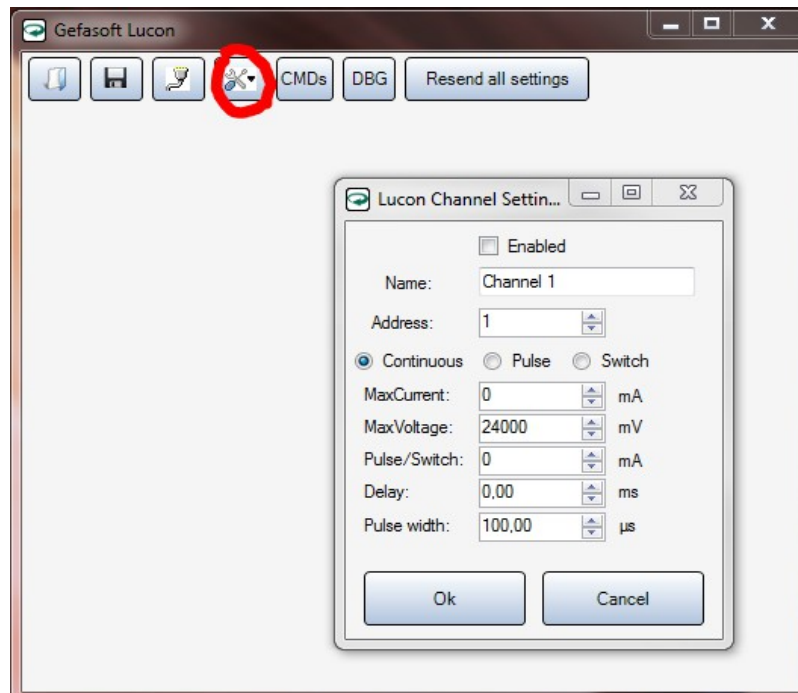 Gefasoft Lucon
CMDs DBG Resend all settings
Lucon Channel Settin...
Enabled
Name: Channel 1
Address: 1
Continuous Pulse Switch
MaxCurrent: 0 mA
MaxVoltage: 24000 mV
Pulse/Switch: 0 mA
Delay: 0,00 ms
Pulse width: 100,00 µs
Ok Cancel